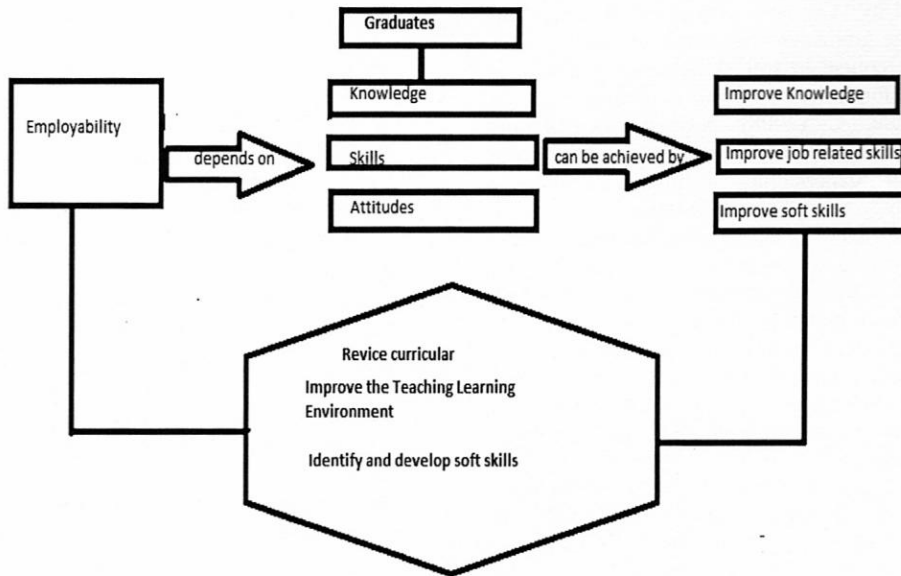 Graduates
Knowledge
Improve Knowledge
Employability
depends on
Skills
can be achieved by
Improve job related skills
Attitudes
Improve soft skills
Revice curricular
Improve the Teaching Learning
Environment
Identify and develop soft skills